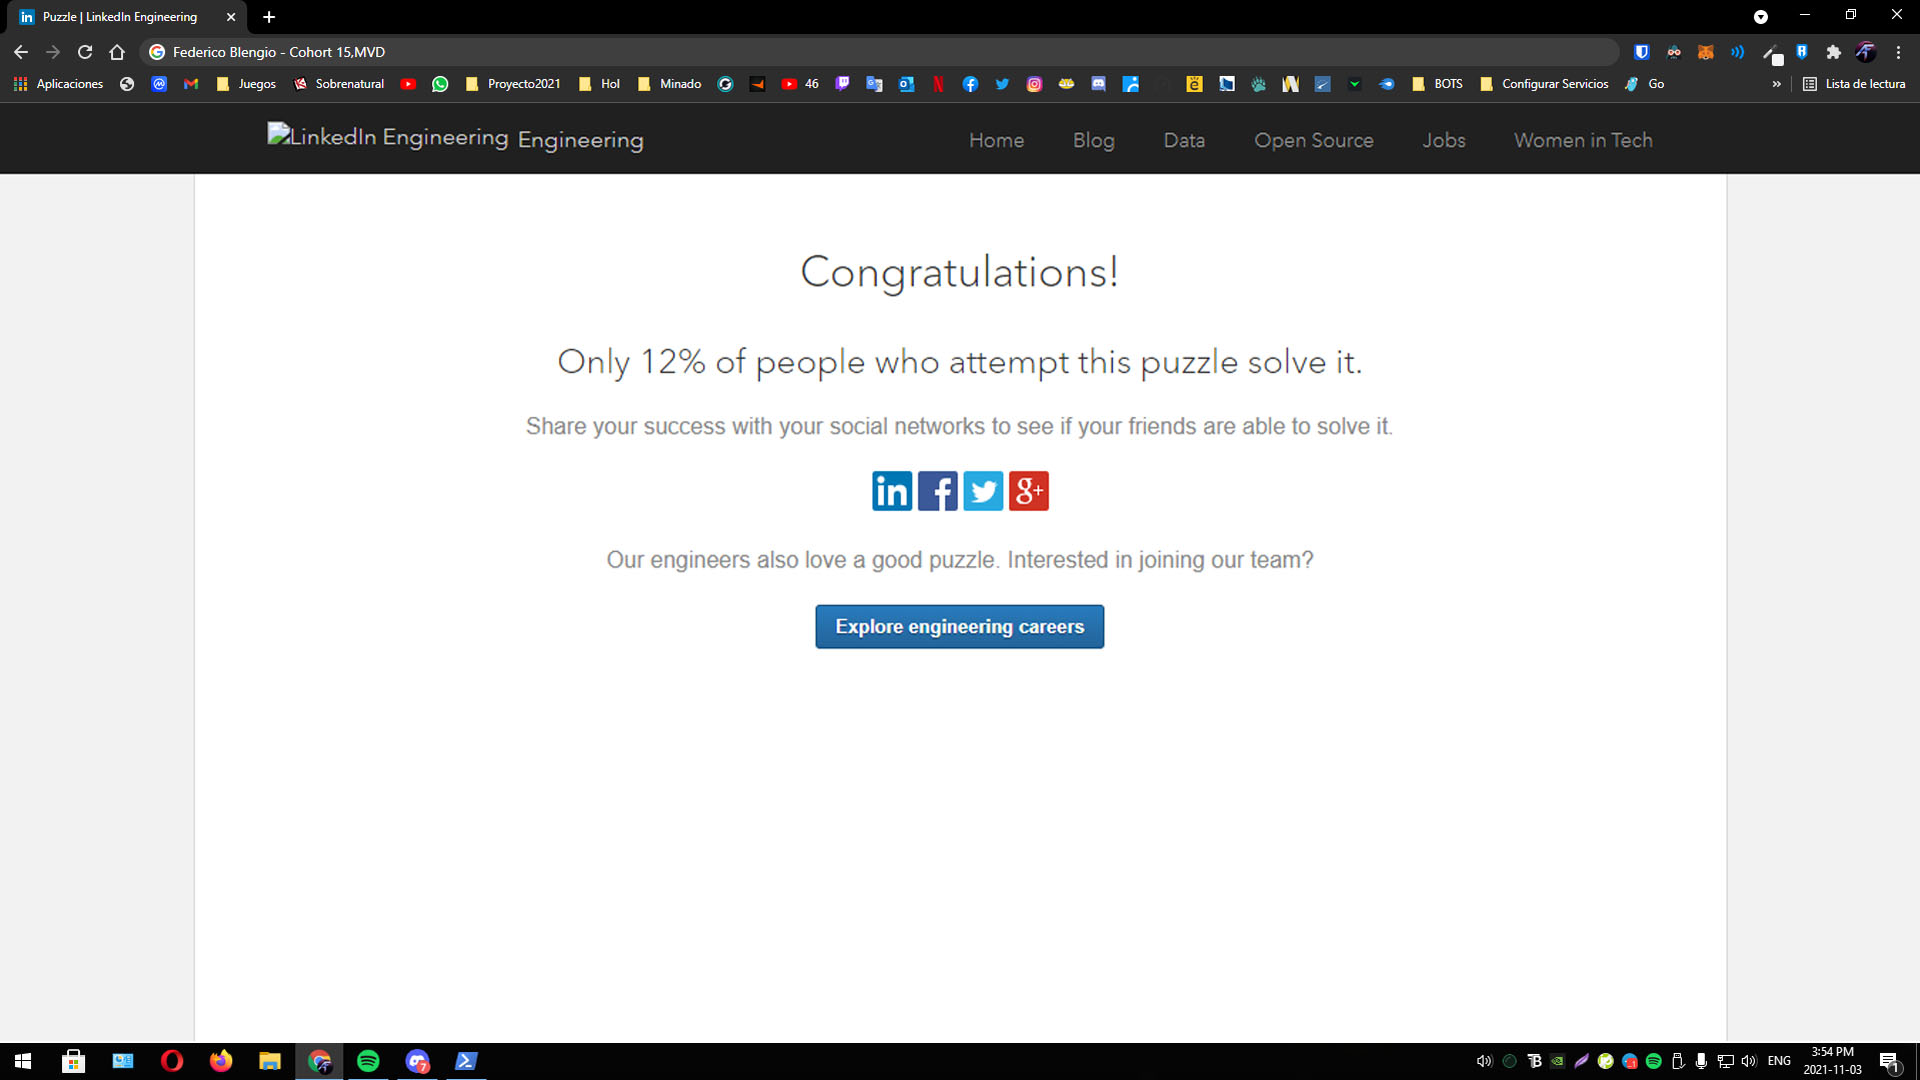 Puzzle | LinkedIn Engineering
Federico Blengio - Cohort 15,MVD
Aplicaciones Juegos Sobrenatural Proyecto2021 Hol Minado 46 BOTS Configurar Servicios Go » Lista de lectura
LinkedIn Engineering Engineering Home Blog Data Open Source Jobs Women in Tech
Congratulations!
Only 12% of people who attempt this puzzle solve it.
Share your success with your social networks to see if your friends are able to solve it.
in f g+
Our engineers also love a good puzzle. Interested in joining our team?
Explore engineering careers
7 ENG 3:54 PM 1
2021-11-03